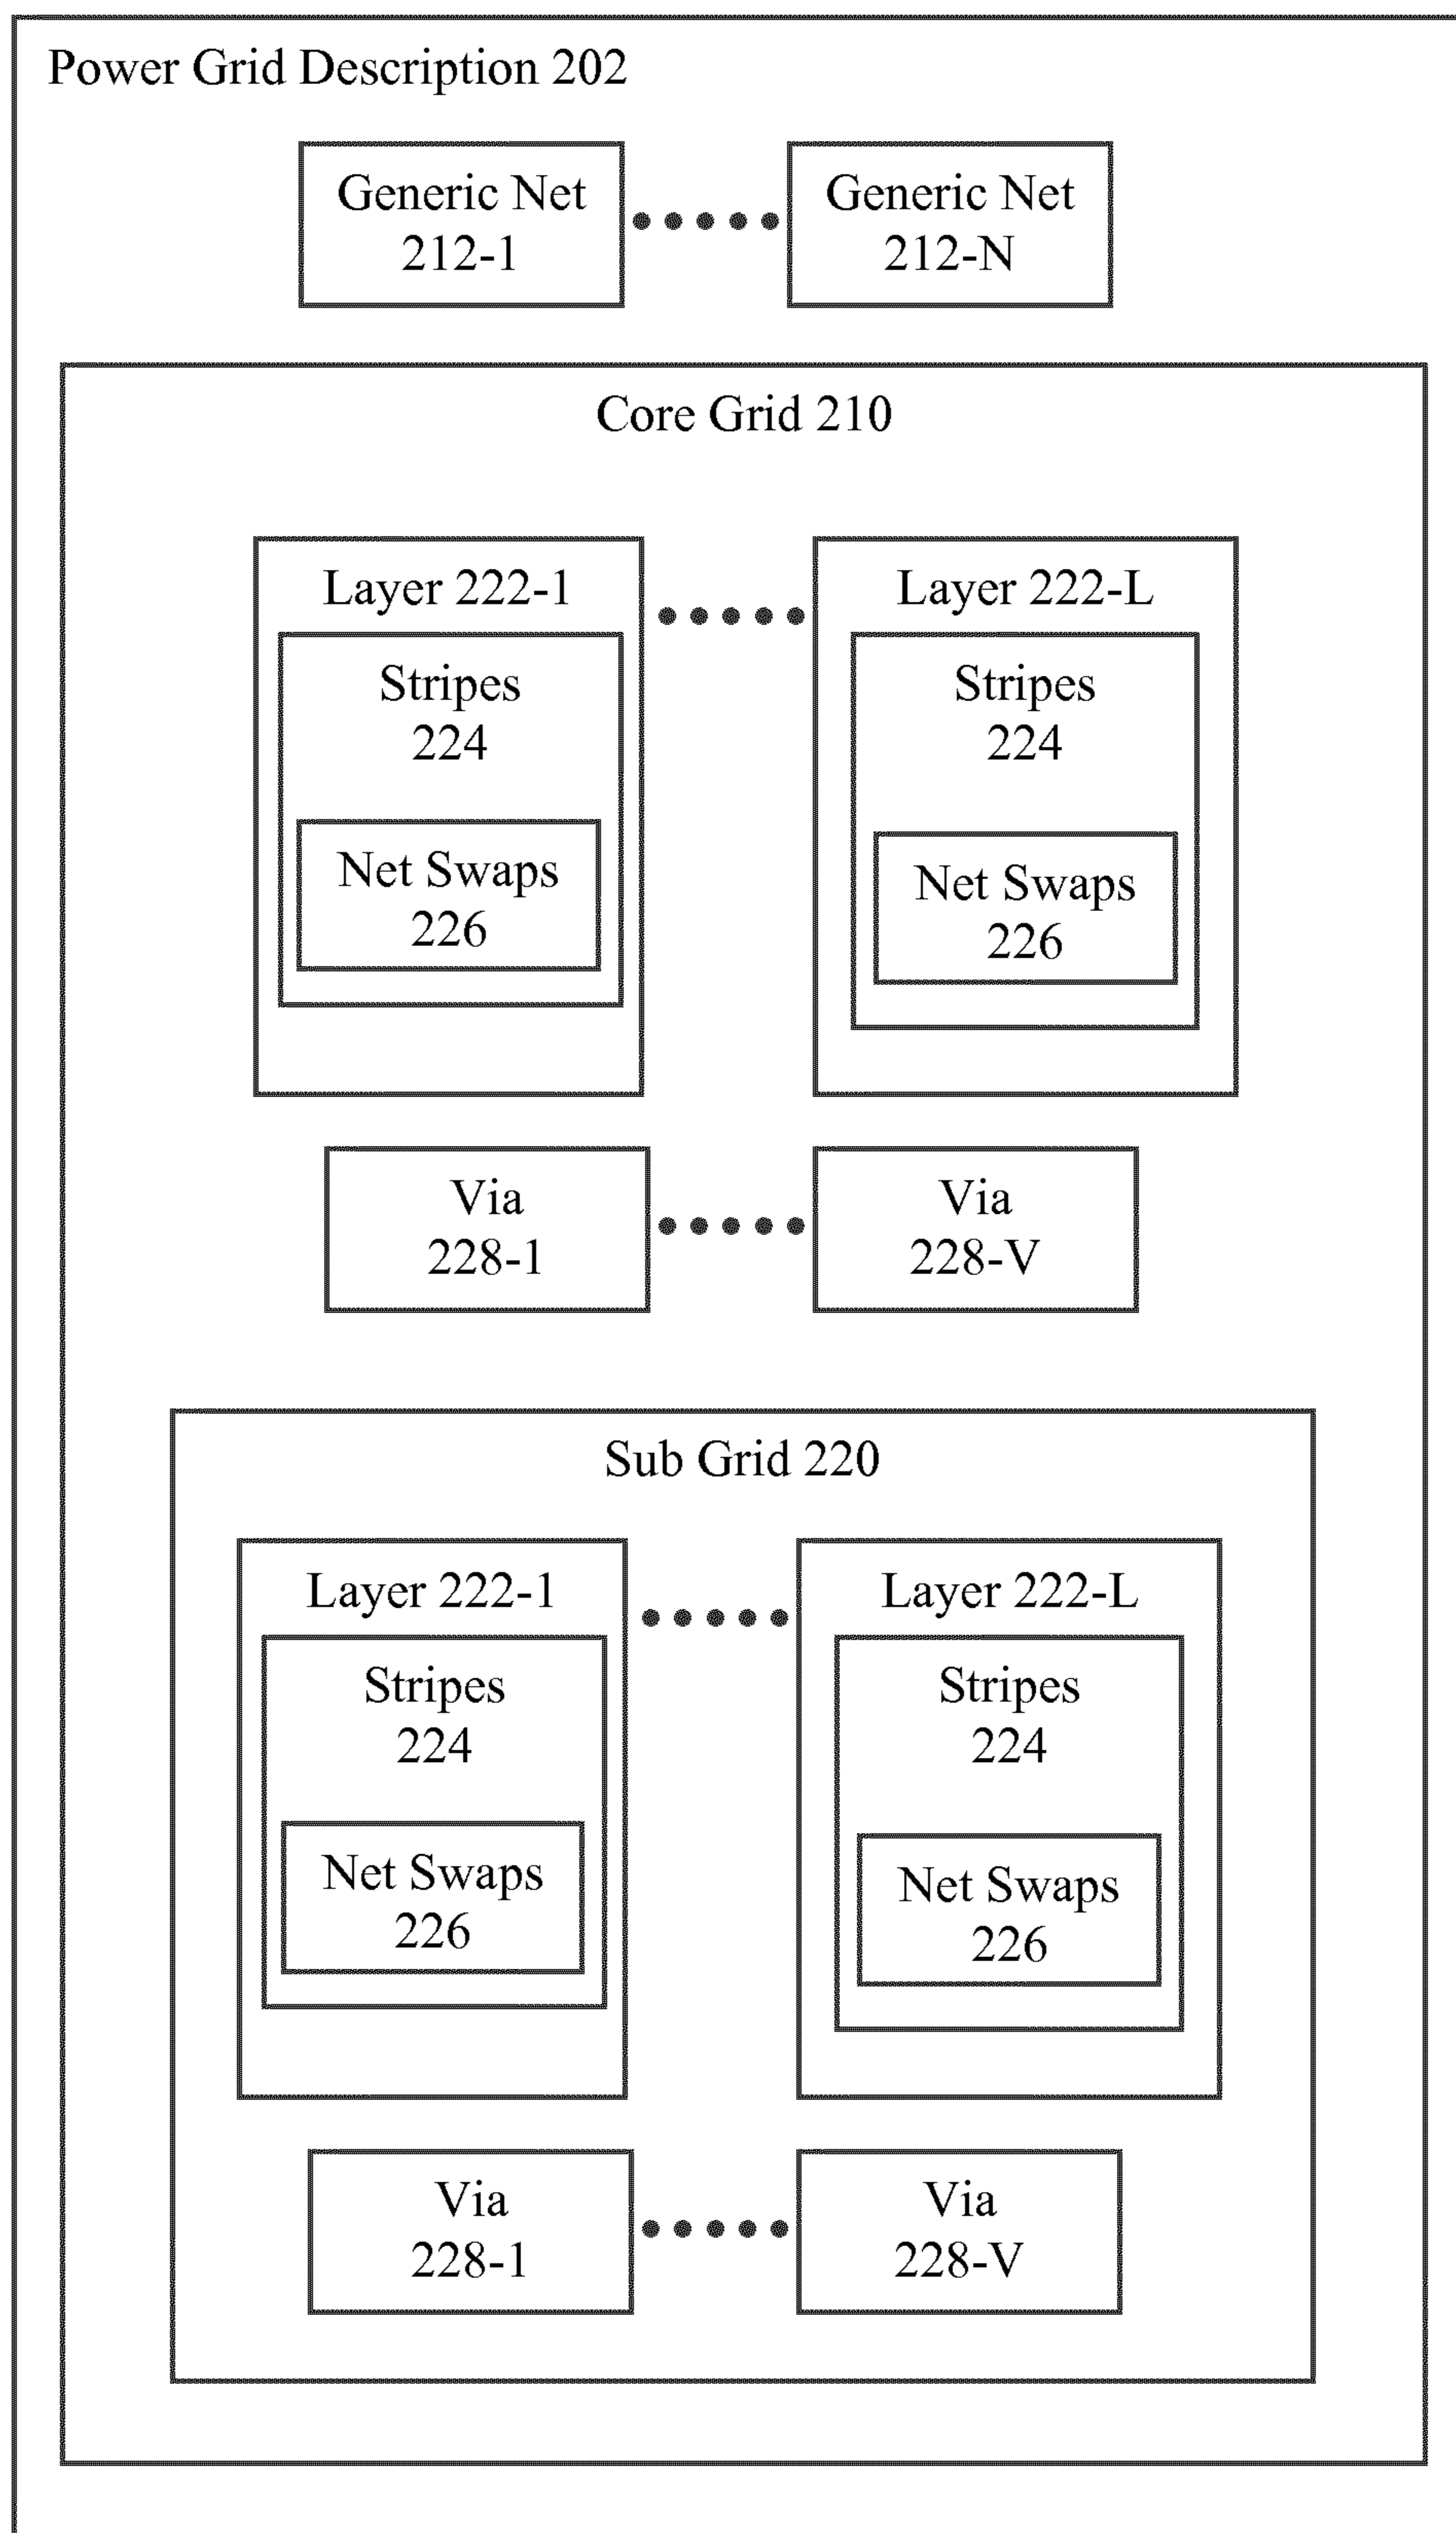 Power Grid Description 202
Generic Net
212-1
Generic Net
212-N
Core Grid 210
Layer 222-1
Stripes
224
Net Swaps
226
Layer 222-L
Stripes
224
Net Swaps
226
Via
228-1
Via
228-V
Sub Grid 220
Layer 222-1
Stripes
224
Net Swaps
226
Layer 222-L
Stripes
224
Net Swaps
226
Via
228-1
Via
228-V